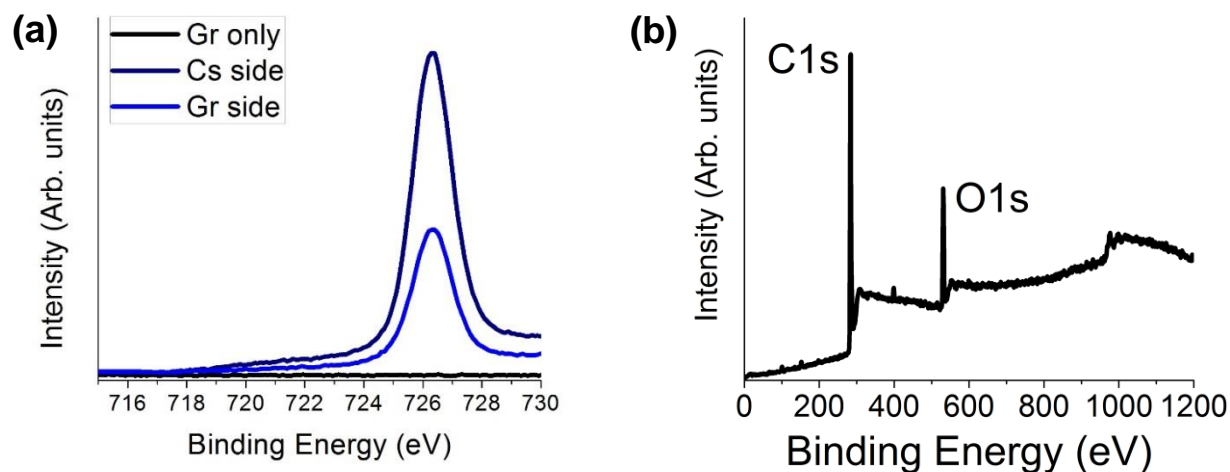 (a)
Gr only
Cs side
Gr side
Intensity (Arb. units)
716 718 720 722 724 726 728 730
Binding Energy (eV)
(b)
C1s
O1s
Intensity (Arb. units)
0 200 400 600 800 1000 1200
Binding Energy (eV)